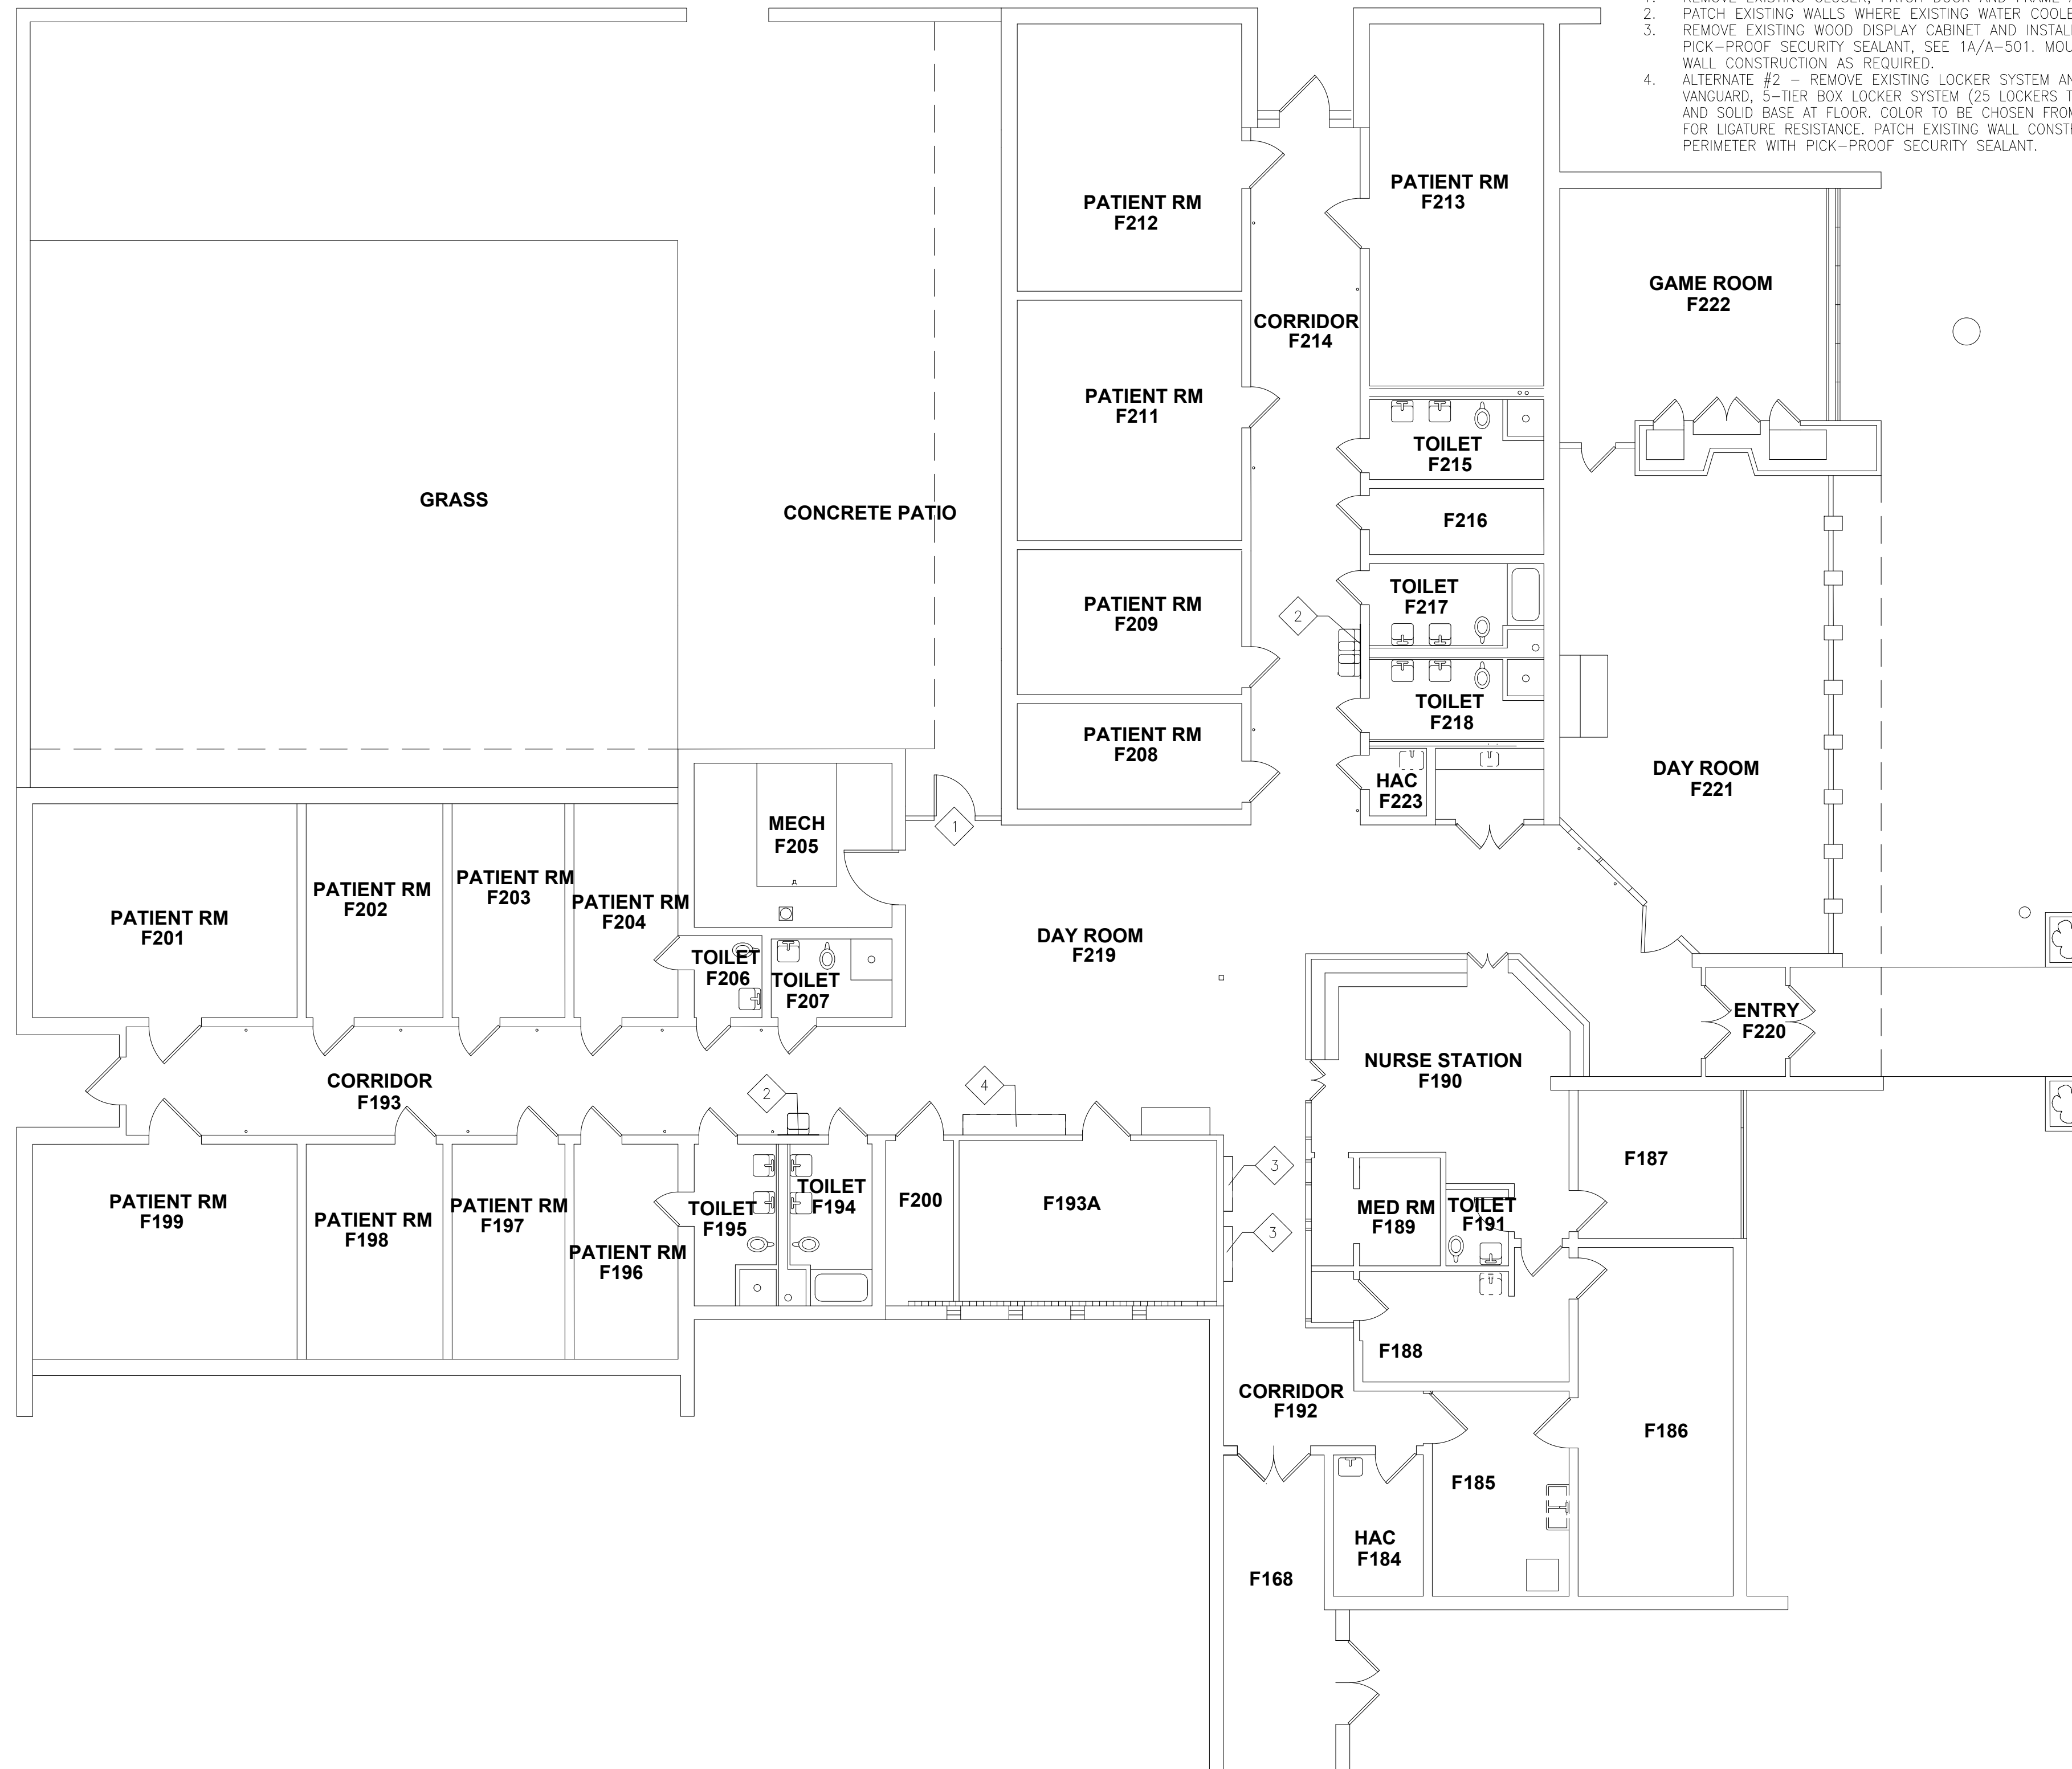 1. REMOVE EXISTING CLOSER, PATCH DOOR AND FRAME
2. PATCH EXISTING WALLS WHERE EXISTING WATER
3. REMOVE EXISTING WOOD DISPLAY CABINET AND
PICK-PROOF SECURITY SEALANT, SEE 1A/A-501.
WALL CONSTRUCTION AS REQUIRED.
4. ALTERNATE #2 - REMOVE EXISTING LOCKER SYSTEM
VANGUARD, 5-TIER BOX LOCKER SYSTEM (25 LOCKERS
AND SOLID BASE AT FLOOR. COLOR TO BE CHOSEN FROM
FOR LIGATURE RESISTANCE. PATCH EXISTING WALL
PERIMETER WITH PICK-PROOF SECURITY SEALANT.
PATIENT RM
F212
PATIENT RM
F213
GAME ROOM
F222
CORRIDOR
F214
PATIENT RM
F211
TOILET
F215
GRASS
CONCRETE PATIO
F216
PATIENT RM
F209
2
TOILET
F217
TOILET
F218
PATIENT RM
F208
HAC
F223
DAY ROOM
F221
MECH
F205
1
PATIENT RM
F201
PATIENT RM
F202
PATIENT RM
F203
PATIENT RM
F204
TOILET
F206
TOILET
F207
DAY ROOM
F219
ENTRY
F220
NURSE STATION
F190
CORRIDOR
F193
2
4
PATIENT RM
F199
PATIENT RM
F198
PATIENT RM
F197
PATIENT RM
F196
TOILET
F195
TOILET
F194
F200
F193A
3
3
MED RM
F189
TOILET
F191
F187
F188
CORRIDOR
F192
F186
F185
HAC
F184
F168